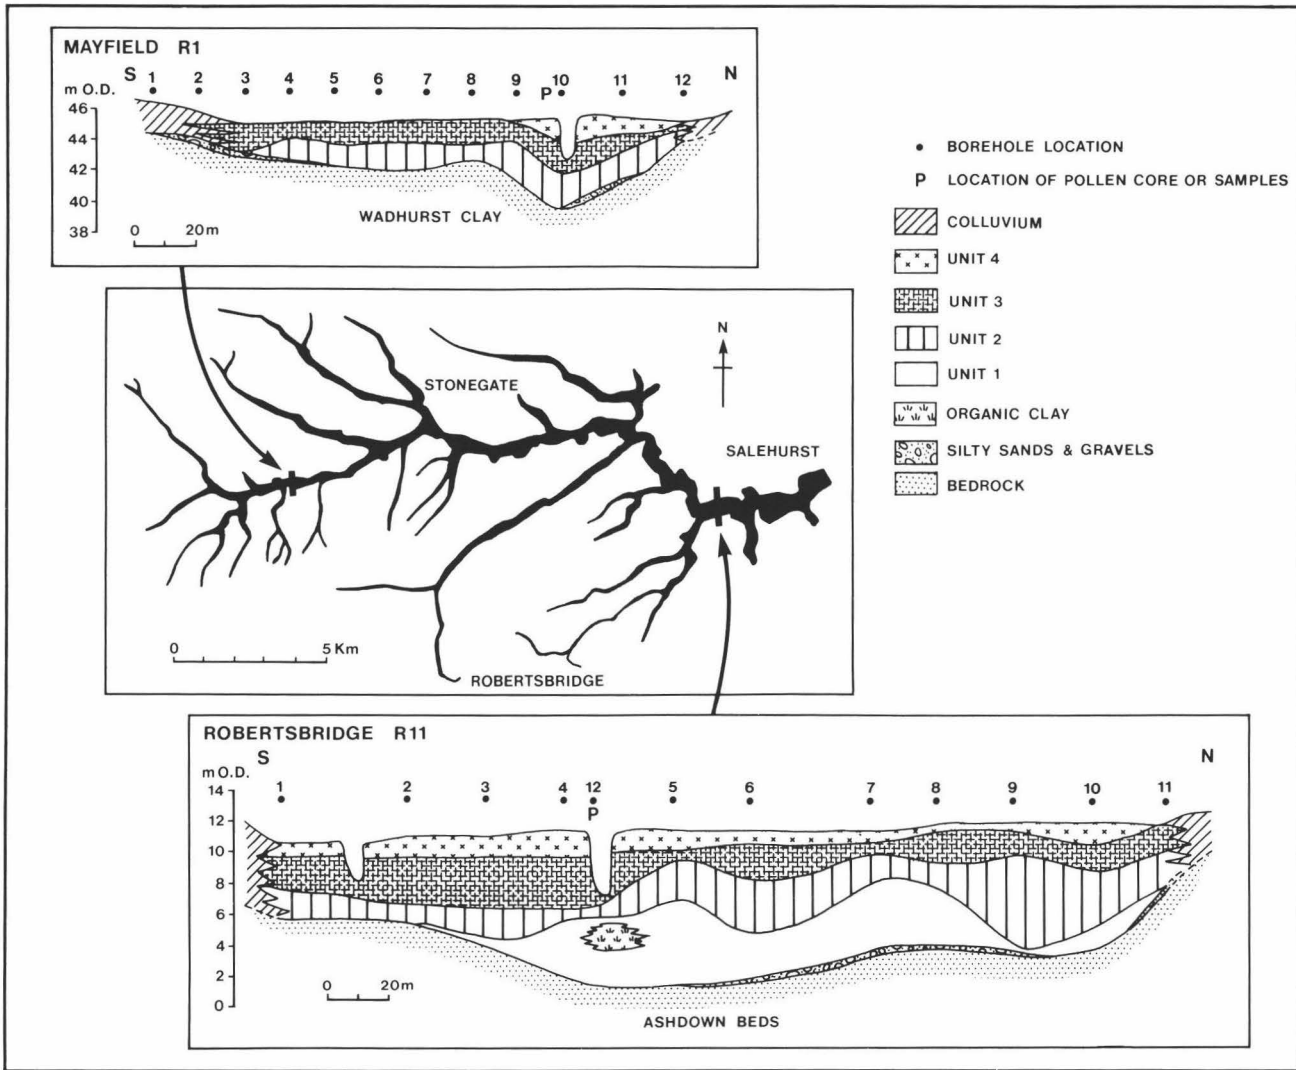 MAYFIELD R1
S 1 2 3 4 5 6 7 8 9 10 11 12 N
P
m O.D.
46
44
42
40
38
0 20m
WADHURST CLAY
• BOREHOLE LOCATION
P LOCATION OF POLLEN CORE OR SAMPLES
COLLUVIUM
UNIT 4
UNIT 3
UNIT 2
UNIT 1
ORGANIC CLAY
SILTY SANDS & GRAVELS
BEDROCK
N
STONEGATE
SALEHURST
0 5 Km
ROBERTSBRIDGE
ROBERTSBRIDGE R11
S N
m O.D.
1 2 3 4 12 5 6 7 8 9 10 11
P
14
12
10
8
6
4
2
0
0 20m
ASHDOWN BEDS